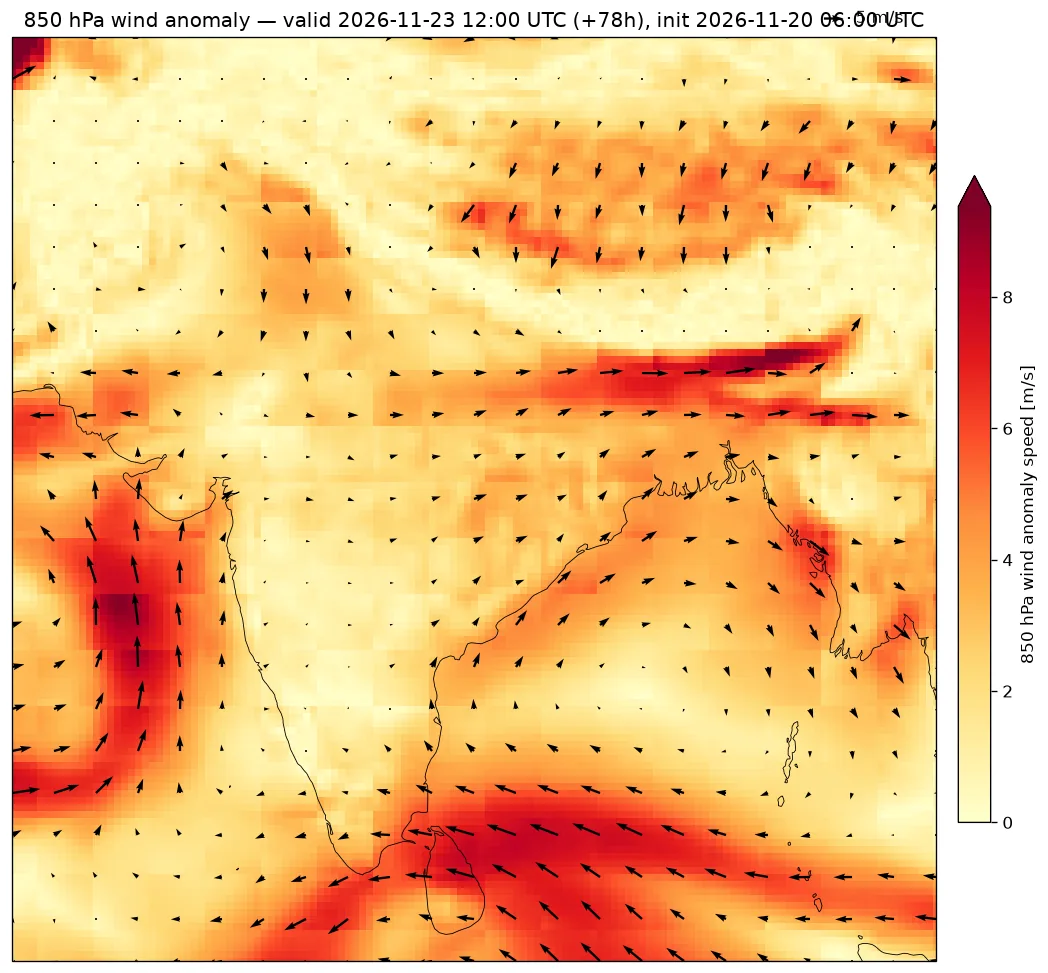 850 hPa wind anomaly — valid 2026-11-23 12:00 UTC (+78h), init 2026-11-20 06:00 UTC
5 m/s
8
6
4
2
0
850 hPa wind anomaly speed [m/s]